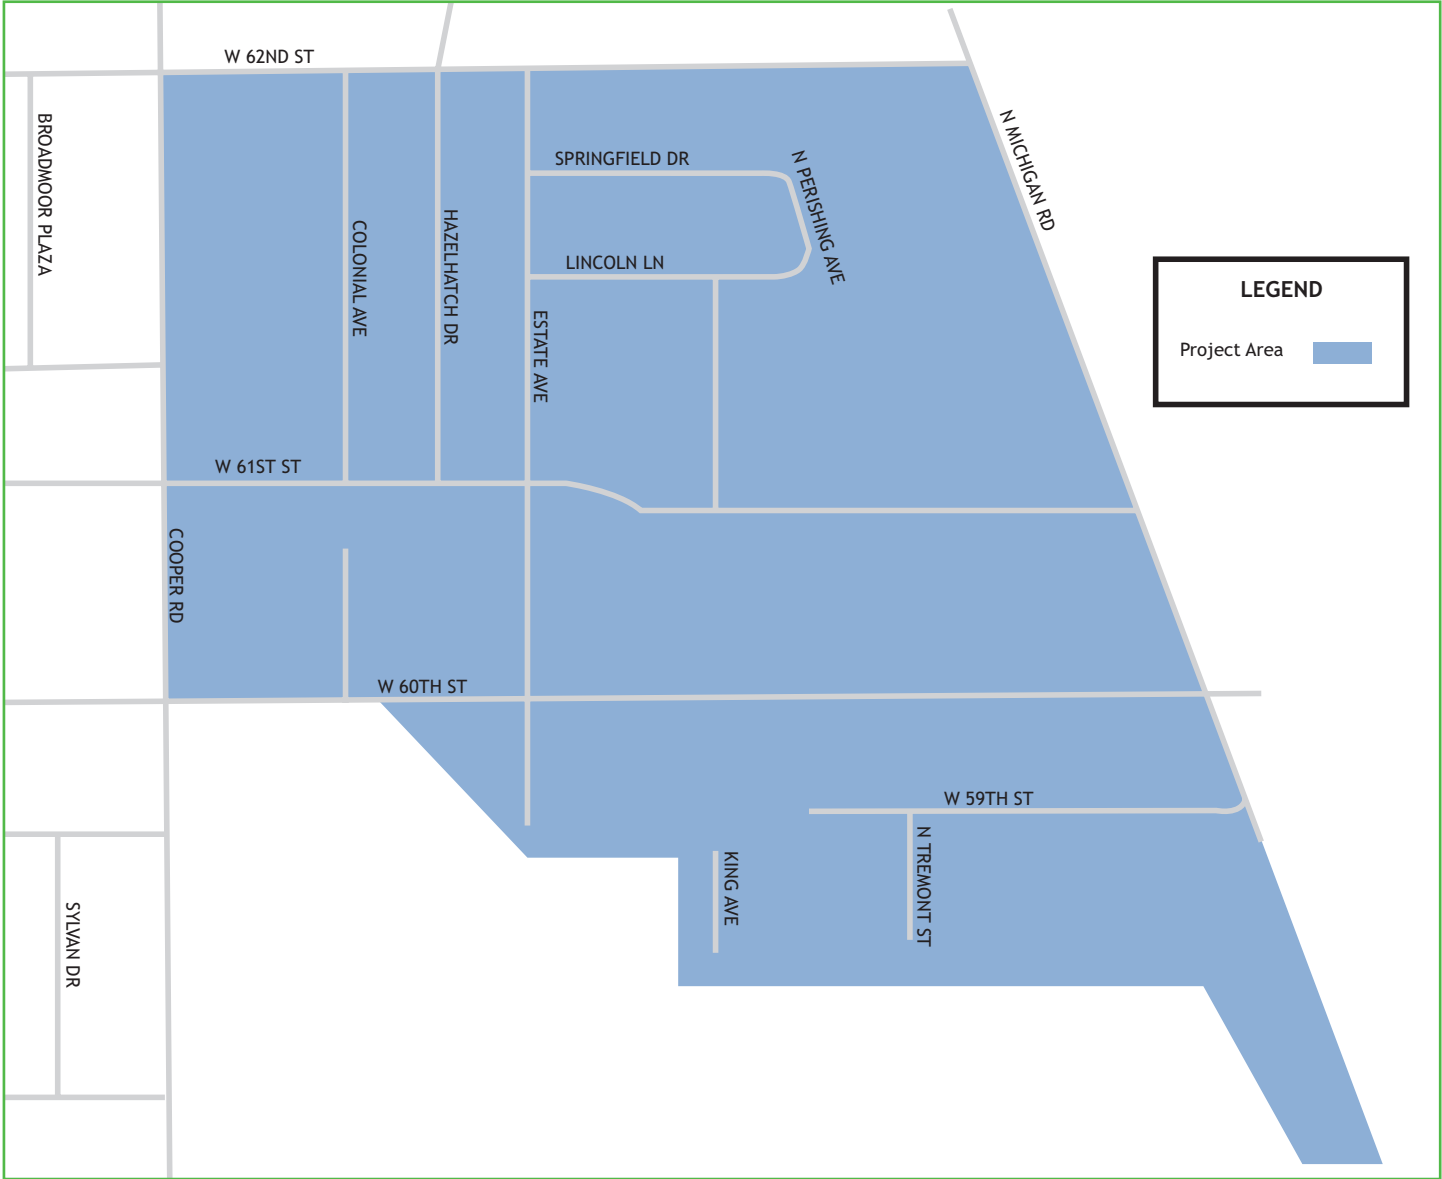 W 62ND ST
BROADMOOR PLAZA
N MICHIGAN RD
SPRINGFIELD DR
N PERISHING AVE
COLONIAL AVE
HAZELHATCH DR
LINCOLN LN
LEGEND
Project Area
ESTATE AVE
W 61ST ST
COOPER RD
W 60TH ST
W 59TH ST
N TREMONT ST
KING AVE
SYLVAN DR